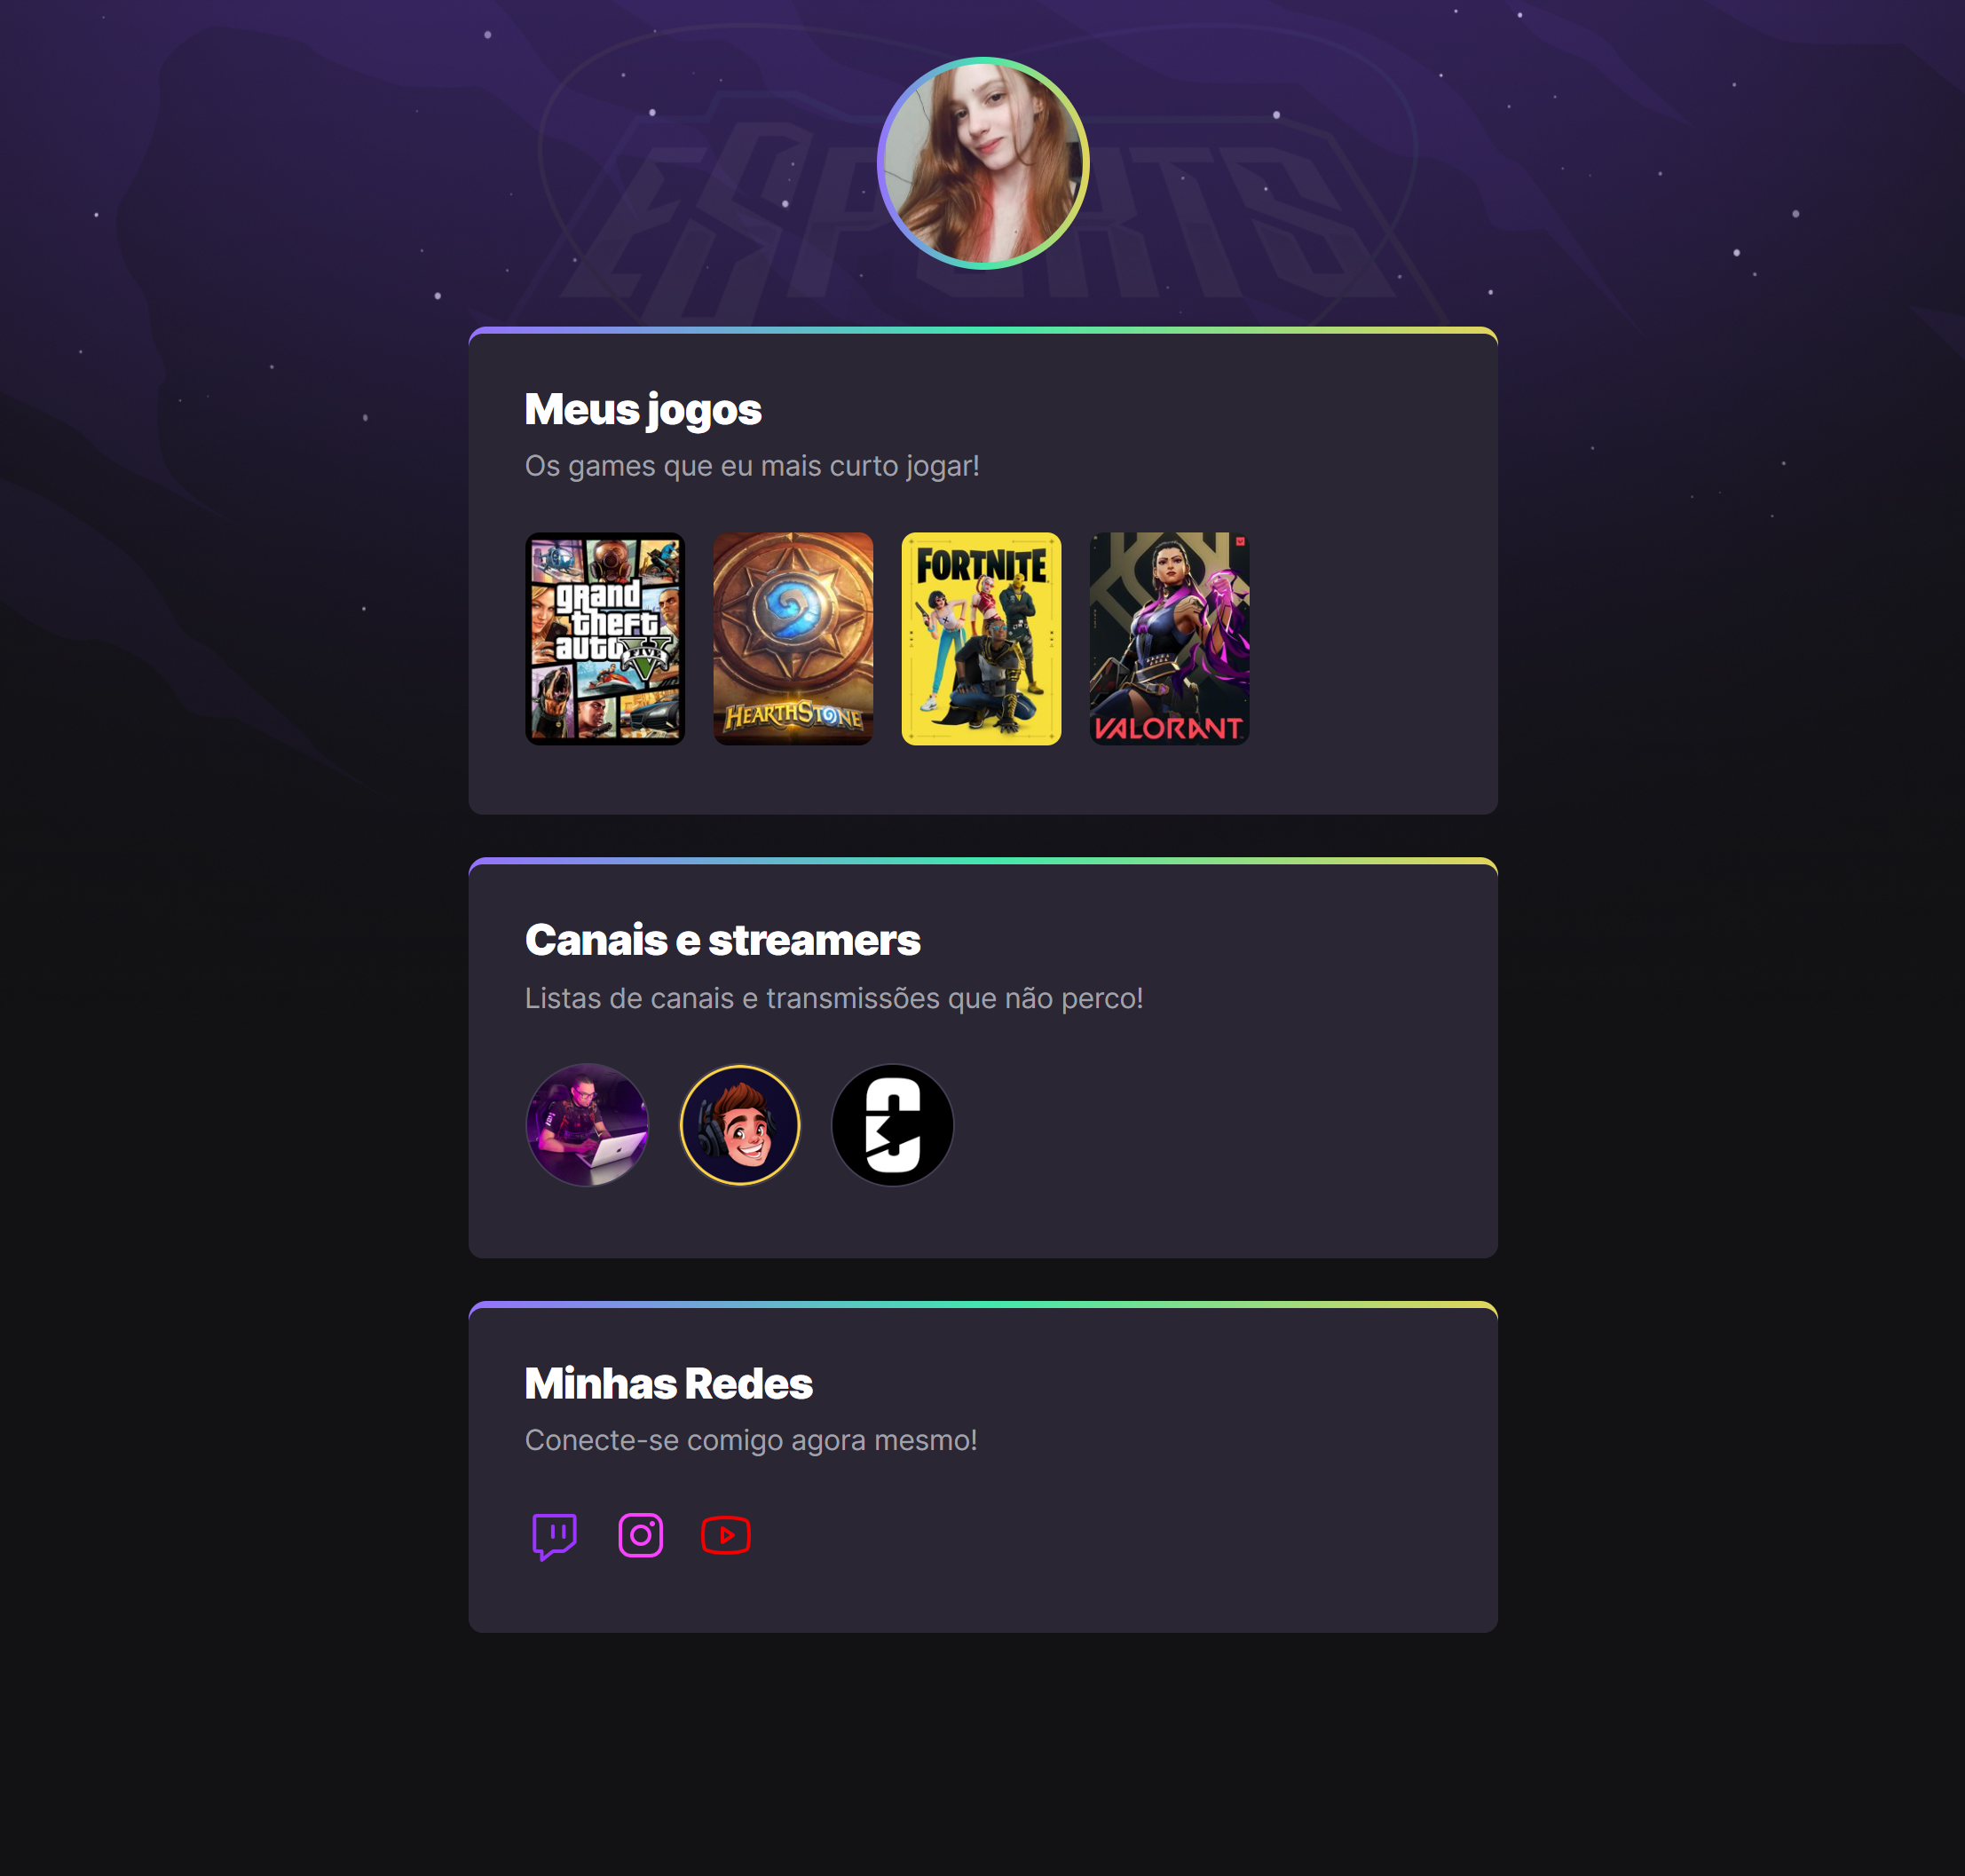 ESPORTS
Meus jogos
Os games que eu mais curto jogar!
grand
theft
auto
FIVE
HEARTHSTONE
FORTNITE
VALORANT
Canais e streamers
Listas de canais e transmissões que não perco!
Minhas Redes
Conecte-se comigo agora mesmo!